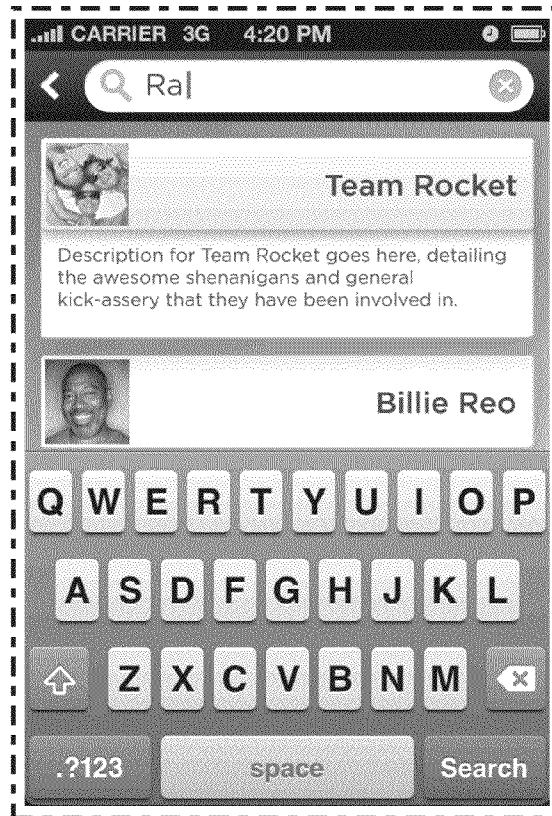 CARRIER 3G 4:20 PM
Ra
Team Rocket
Description for Team Rocket goes here, detailing
the awesome shenanigans and general
kick-assery that they have been involved in.
Billie Reo
Q W E R T Y U I O P
A S D F G H J K L
Z X C V B N M
.?123 space Search